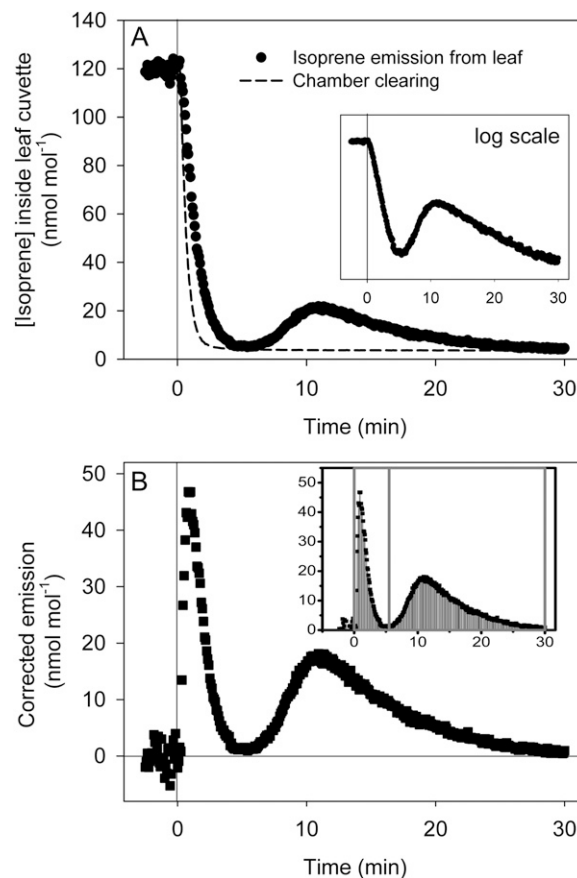 A
Isoprene emission from leaf
Chamber clearing
log scale
0 10 20 30
140
120
100
80
60
40
20
0
[Isoprene] inside leaf cuvette
(nmol mol⁻¹)
0 10 20 30
Time (min)
B
50
40
30
20
10
0
Corrected emission
(nmol mol⁻¹)
50
40
30
20
10
0
0 10 20 30
0 10 20 30
Time (min)